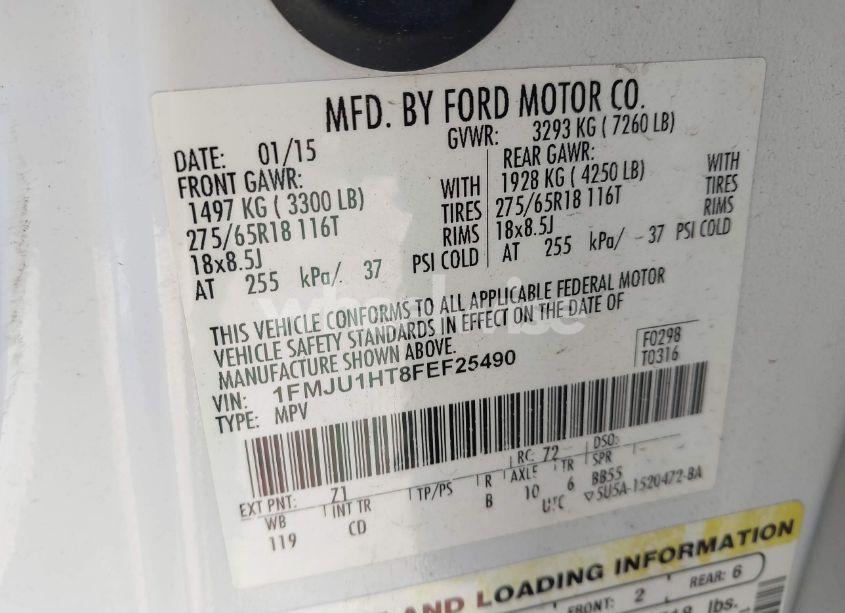 MFD. BY FORD MOTOR CO.
DATE: 01/15 GVWR: 3293 KG ( 7260 LB)
FRONT GAWR: REAR GAWR:
1497 KG ( 3300 LB) WITH 1928 KG ( 4250 LB) WITH
275/65R18 116T TIRES 275/65R18 116T TIRES
18x8.5J RIMS 18x8.5J RIMS
AT 255 kPa/ 37 PSI COLD AT 255 kPa/ 37 PSI COLD
THIS VEHICLE CONFORMS TO ALL APPLICABLE FEDERAL MOTOR
VEHICLE SAFETY STANDARDS IN EFFECT ON THE DATE OF
MANUFACTURE SHOWN ABOVE.
F0298
T0316
VIN: 1FMJU1HT8FEF25490
TYPE: MPV
EXT PNT: Z1 RC: 72 DSO:
WB INT TR TP/PS R AXLE TR SPR
119 CD B 10 6 BB55
UTC ▽5U5A-1520472-BA
AND LOADING INFORMATION
FRONT: 2 REAR: 6
lbs.